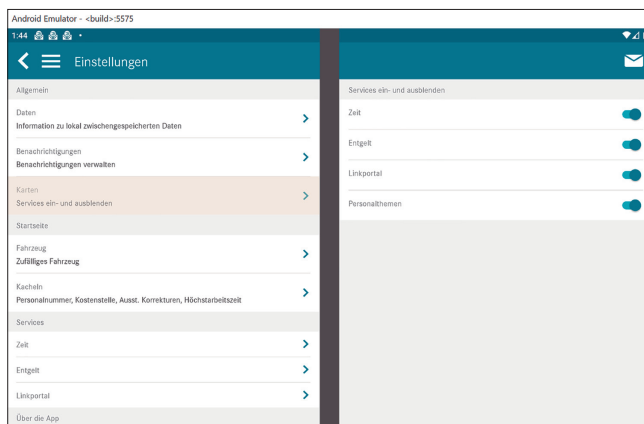 Android Emulator - <build>:5575
1:44
Einstellungen
Allgemein
Daten
Information zu lokal zwischengespeicherten Daten
Benachrichtigungen
Benachrichtigungen verwalten
Karten
Services ein- und ausblenden
Startseite
Fahrzeug
Zufälliges Fahrzeug
Kacheln
Personalnummer, Kostenstelle, Ausst. Korrekturen, Höchstarbeitszeit
Services
Zeit
Entgelt
Linkportal
Über die App
Services ein- und ausblenden
Zeit
Entgelt
Linkportal
Personalthemen